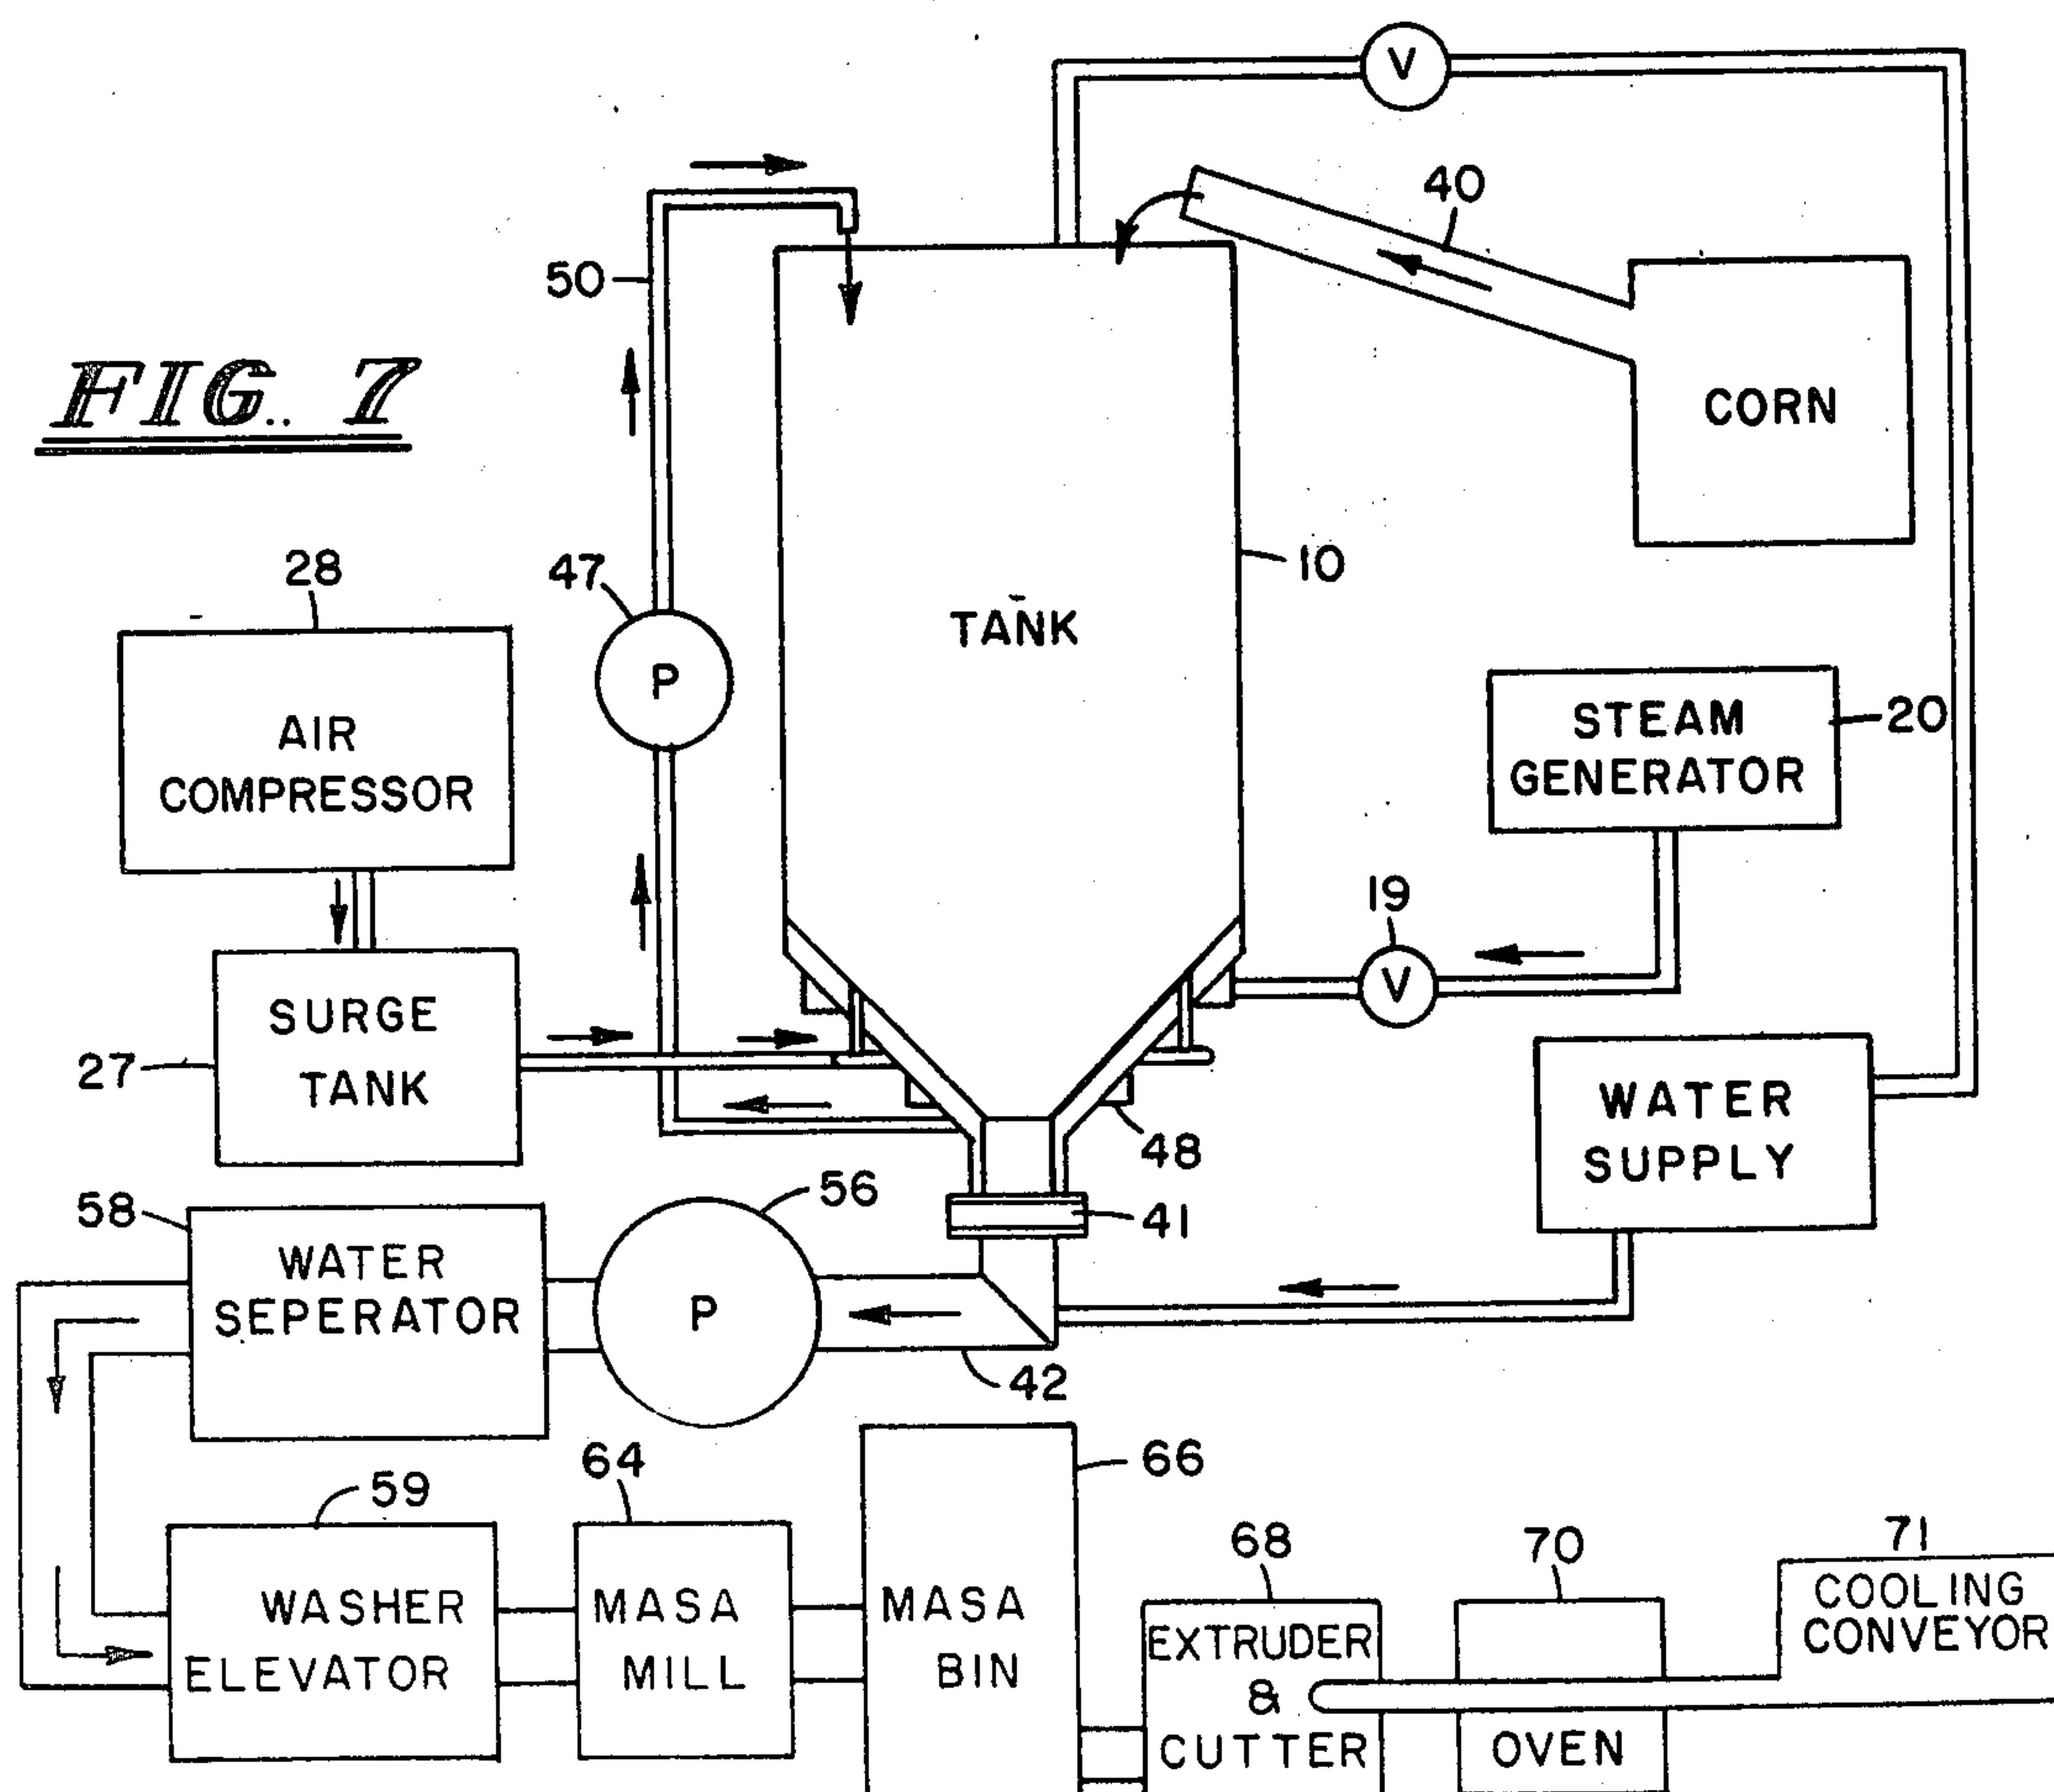 V
40
50
FIG. 7
CORN
10
28
47
TANK
P
STEAM
GENERATOR
20
AIR
COMPRESSOR
19
V
SURGE
TANK
27
WATER
SUPPLY
48
58
56
41
WATER
SEPERATOR
P
42
64
66
59
68
70
71
COOLING
CONVEYOR
WASHER
ELEVATOR
MASA
MILL
MASA
BIN
EXTRUDER
&
CUTTER
OVEN